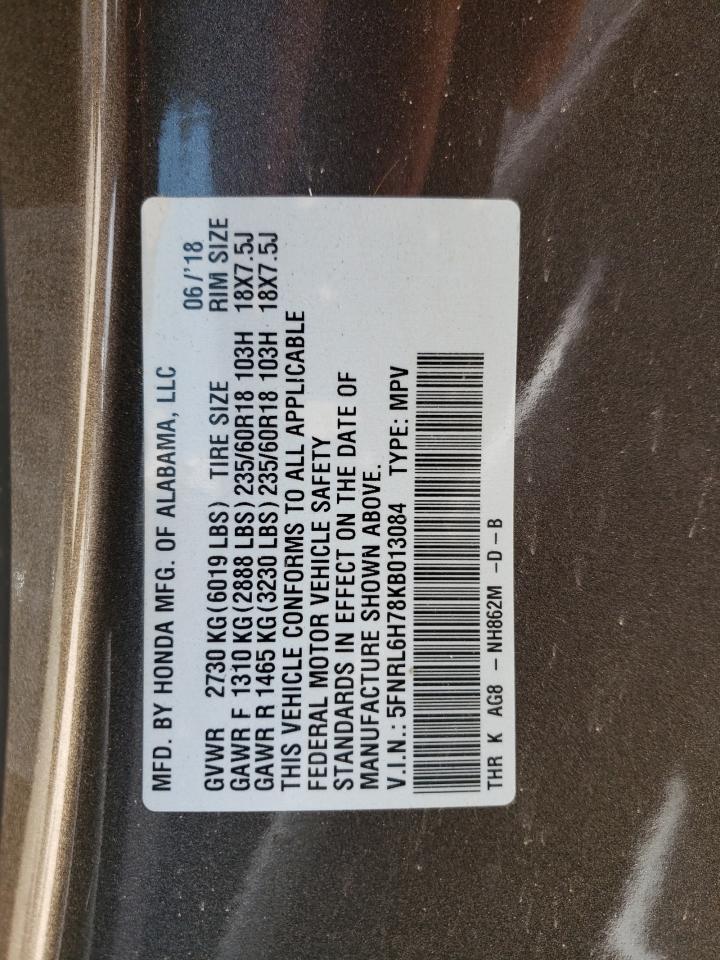 MFD. BY HONDA MFG. OF ALABAMA, LLC
06/'18
GVWR 2730 KG(6019 LBS) TIRE SIZE RIM SIZE
GAWR F 1310 KG(2888 LBS)235/60R18 103H 18X7.5J
GAWR R 1465 KG(3230 LBS)235/60R18 103H 18X7.5J
THIS VEHICLE CONFORMS TO ALL APPLICABLE
FEDERAL MOTOR VEHICLE SAFETY
STANDARDS IN EFFECT ON THE DATE OF
MANUFACTURE SHOWN ABOVE.
V.I.N.: 5FNRL6H78KB013084 TYPE: MPV
THR K AG8 - NH862M -D -B